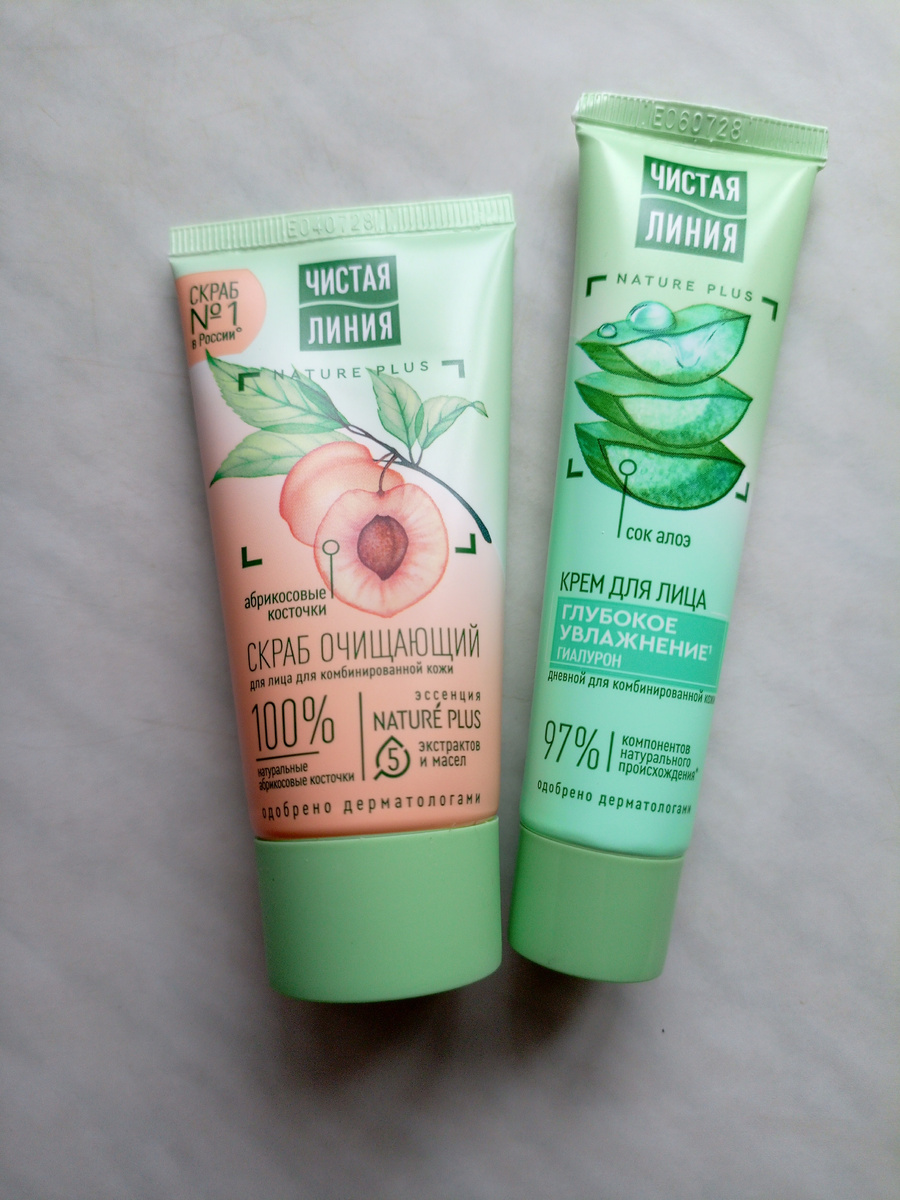 E040728
СКРАБ
№1
в России*
ЧИСТАЯ
ЛИНИЯ
NATURE PLUS
абрикосовые
косточки
СКРАБ ОЧИЩАЮЩИЙ
для лица для комбинированной кожи
100%
натуральные
абрикосовые косточки
эссенция
NATURÉ PLUS
5
экстрактов
и масел
одобрено дерматологами
E060728
ЧИСТАЯ
ЛИНИЯ
NATURE PLUS
сок алоэ
КРЕМ ДЛЯ ЛИЦА
ГЛУБОКОЕ
УВЛАЖНЕНИЕ¹
ГИАЛУРОН
дневной для комбинированной кожи
97%
компонентов
натурального
происхождения*
одобрено дерматологами